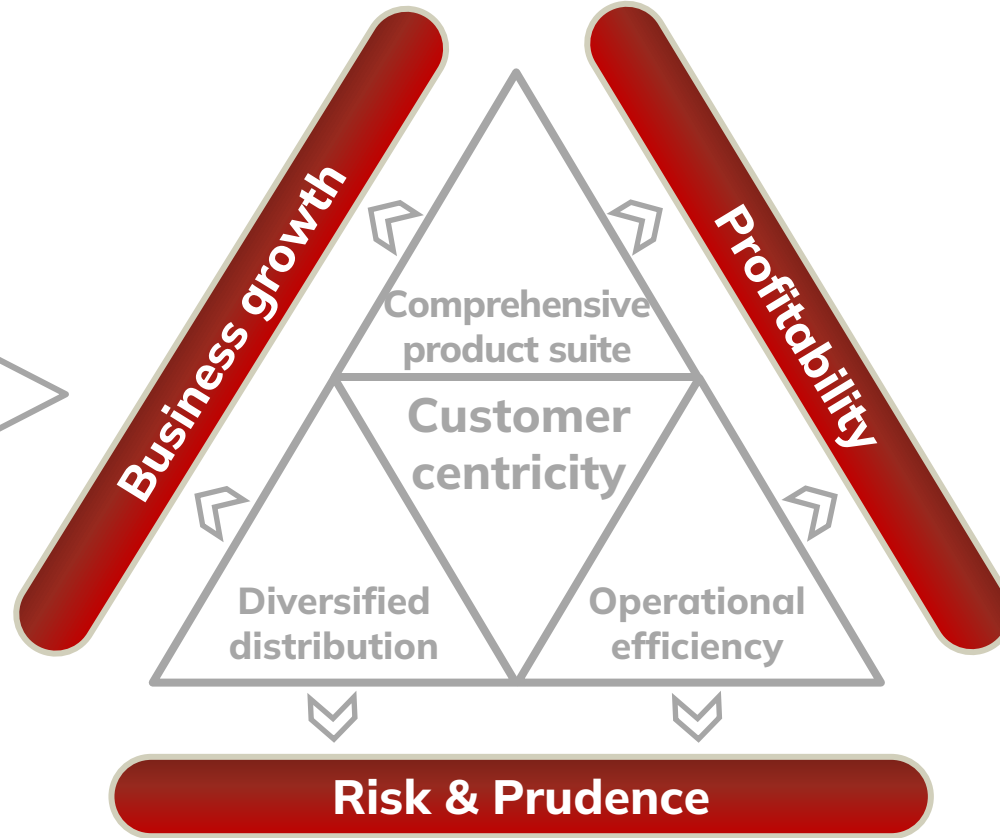 Business growth
Profitability
Comprehensive
product suite
Customer
centricity
Diversified
distribution
Operational
efficiency
Risk & Prudence